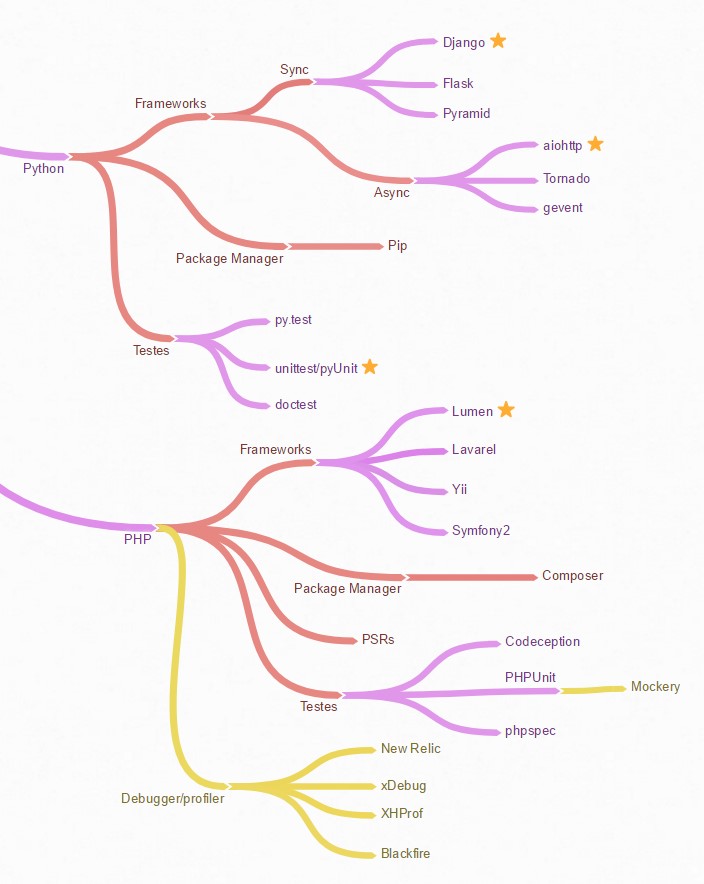 Django
Sync
Flask
Frameworks
Pyramid
aiohttp
Python
Tornado
Async
gevent
Pip
Package Manager
py.test
Testes
unittest/pyUnit
doctest
Lumen
Frameworks
Lavarel
Yii
Symfony2
PHP
Composer
Package Manager
PSRs
Codeception
PHPUnit
Mockery
Testes
phpspec
New Relic
xDebug
Debugger/profiler
XHProf
Blackfire